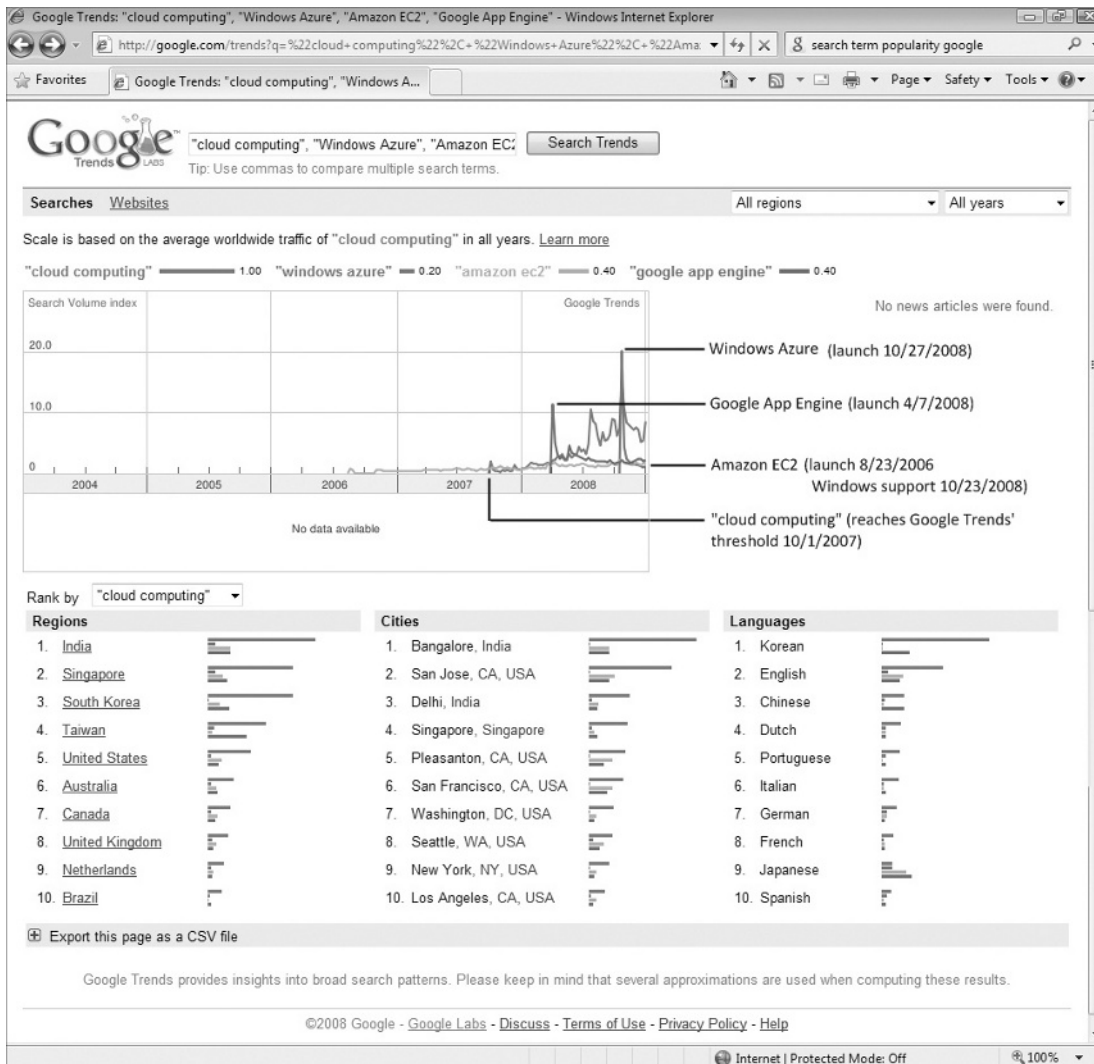 Google Trends: "cloud computing", "Windows Azure", "Amazon EC2", "Google App Engine" - Windows Internet Explorer
http://google.com/trends?q=%22cloud+computing%22%2C+%22Windows+Azure%22%2C+%22Ama:
search term popularity google
Favorites
Google Trends: "cloud computing", "Windows A...
Page
Safety
Tools
Google
Trends LABS
"cloud computing", "Windows Azure", "Amazon EC2
Search Trends
Tip: Use commas to compare multiple search terms.
Searches Websites
All regions
All years
Scale is based on the average worldwide traffic of "cloud computing" in all years. Learn more
"cloud computing" 1.00 "windows azure" 0.20 "amazon ec2" 0.40 "google app engine" 0.40
Search Volume index
Google Trends
No news articles were found.
20.0
10.0
0
2004 2005 2006 2007 2008
No data available
Windows Azure (launch 10/27/2008)
Google App Engine (launch 4/7/2008)
Amazon EC2 (launch 8/23/2006
Windows support 10/23/2008)
"cloud computing" (reaches Google Trends'
threshold 10/1/2007)
Rank by "cloud computing"
Regions
1. India
2. Singapore
3. South Korea
4. Taiwan
5. United States
6. Australia
7. Canada
8. United Kingdom
9. Netherlands
10. Brazil
Cities
1. Bangalore, India
2. San Jose, CA, USA
3. Delhi, India
4. Singapore, Singapore
5. Pleasanton, CA, USA
6. San Francisco, CA, USA
7. Washington, DC, USA
8. Seattle, WA, USA
9. New York, NY, USA
10. Los Angeles, CA, USA
Languages
1. Korean
2. English
3. Chinese
4. Dutch
5. Portuguese
6. Italian
7. German
8. French
9. Japanese
10. Spanish
Export this page as a CSV file
Google Trends provides insights into broad search patterns. Please keep in mind that several approximations are used when computing these results.
©2008 Google - Google Labs - Discuss - Terms of Use - Privacy Policy - Help
Internet | Protected Mode: Off
100%